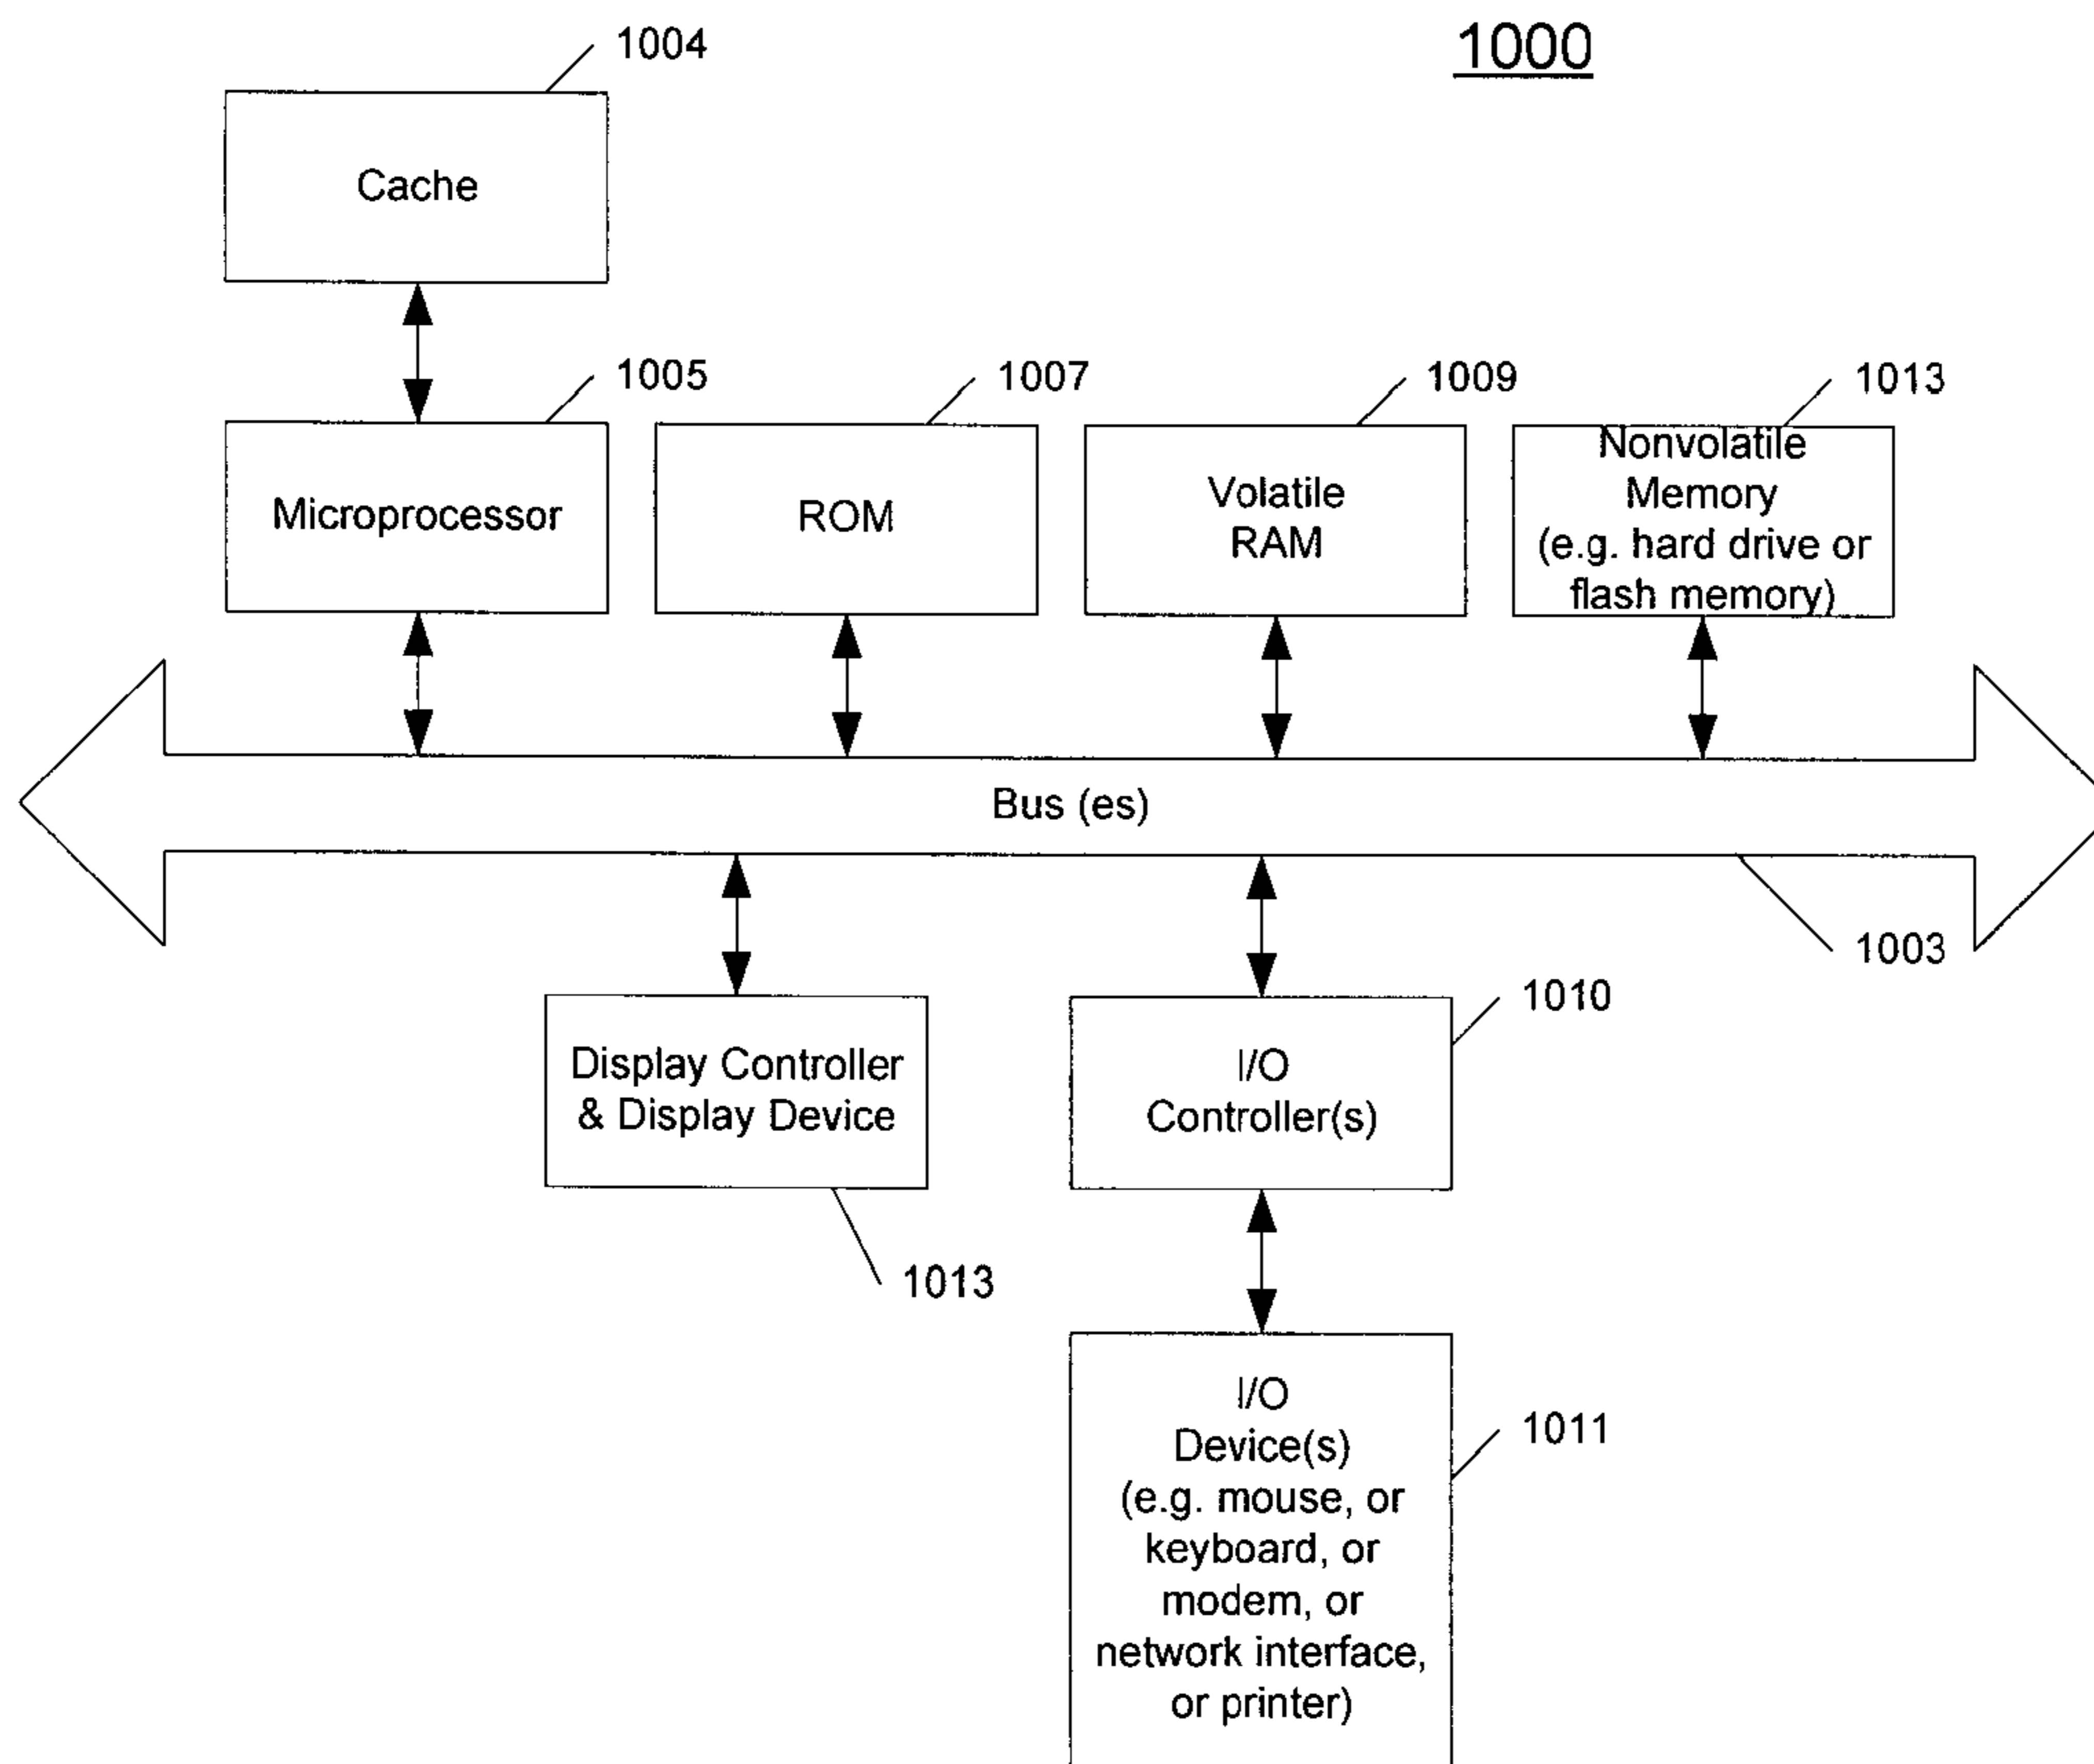 1000
1004
Cache
1005
1007
1009
1013
Microprocessor
ROM
Volatile
RAM
Nonvolatile
Memory
(e.g. hard drive or
flash memory)
Bus (es)
1003
Display Controller
& Display Device
1013
1010
I/O
Controller(s)
1011
I/O
Device(s)
(e.g. mouse, or
keyboard, or
modem, or
network interface,
or printer)